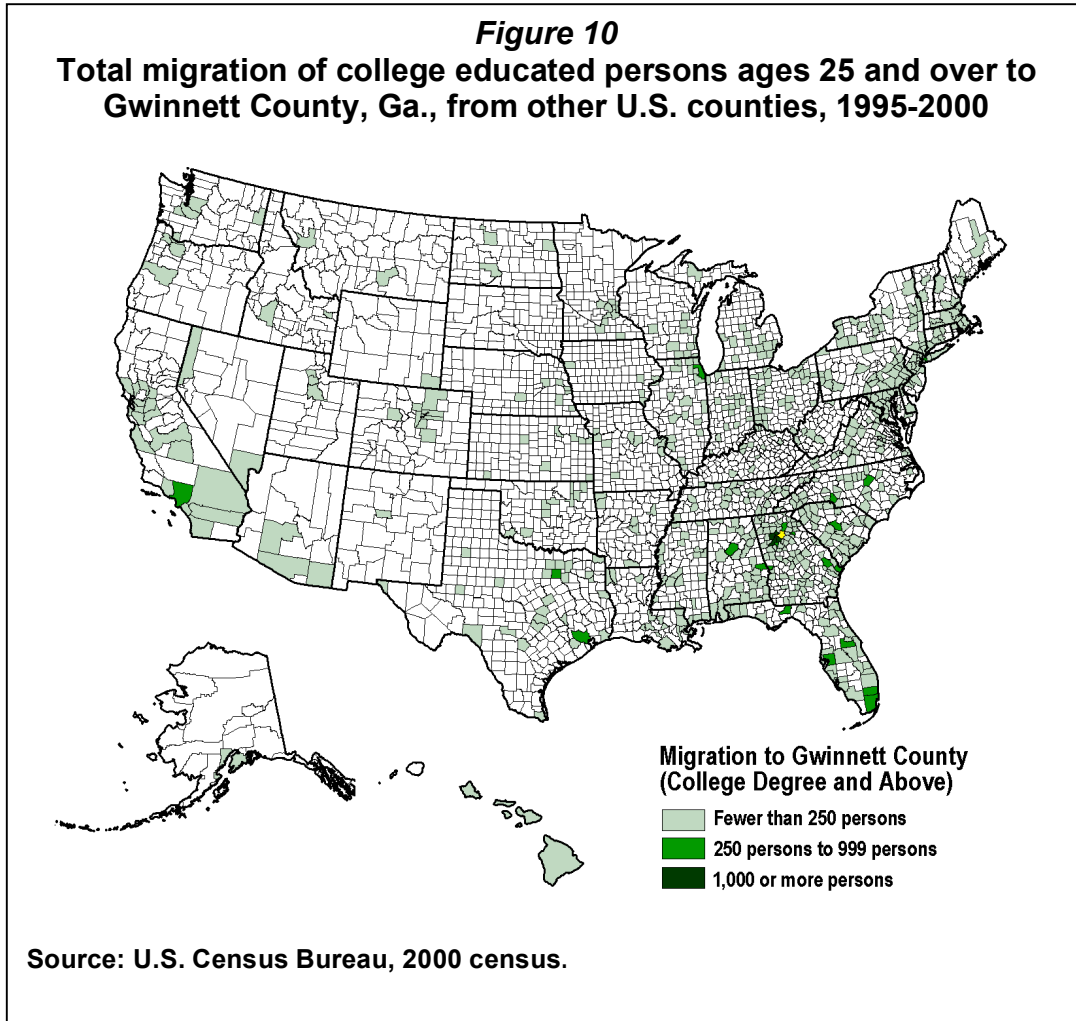 Figure 10
Total migration of college educated persons ages 25 and over to
Gwinnett County, Ga., from other U.S. counties, 1995-2000
Migration to Gwinnett County
(College Degree and Above)
Fewer than 250 persons
250 persons to 999 persons
1,000 or more persons
Source: U.S. Census Bureau, 2000 census.